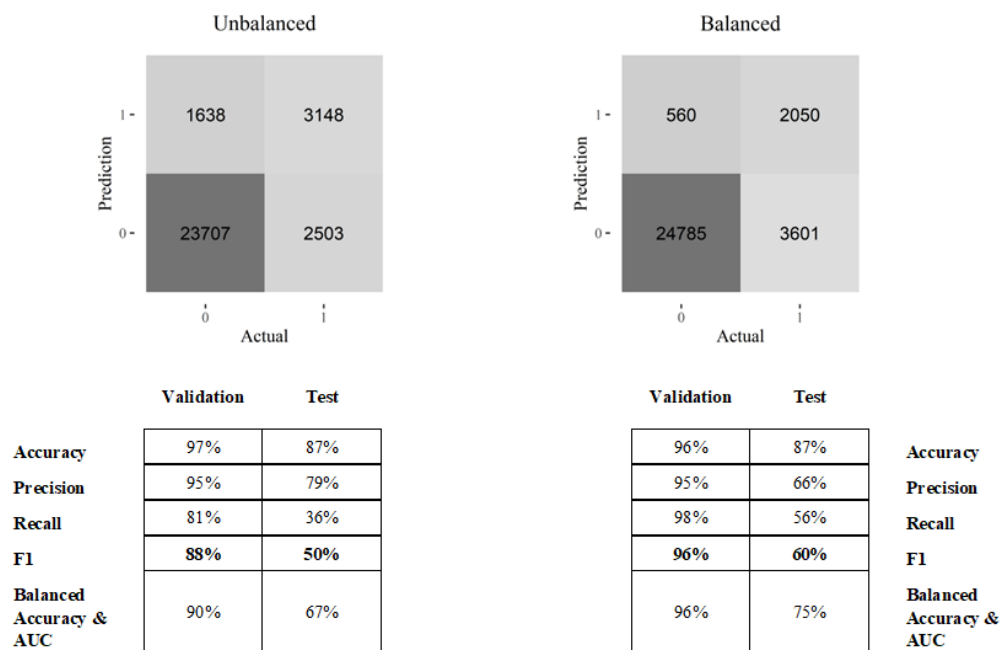 Unbalanced
Balanced
1
1638
3148
1
560
2050
Prediction
Prediction
0
23707
2503
0
24785
3601
0
1
0
1
Actual
Actual
Validation
Test
Validation
Test
Accuracy
97%
87%
96%
87%
Accuracy
Precision
95%
79%
95%
66%
Precision
Recall
81%
36%
98%
56%
Recall
F1
88%
50%
96%
60%
F1
Balanced
Accuracy &
AUC
90%
67%
96%
75%
Balanced
Accuracy &
AUC